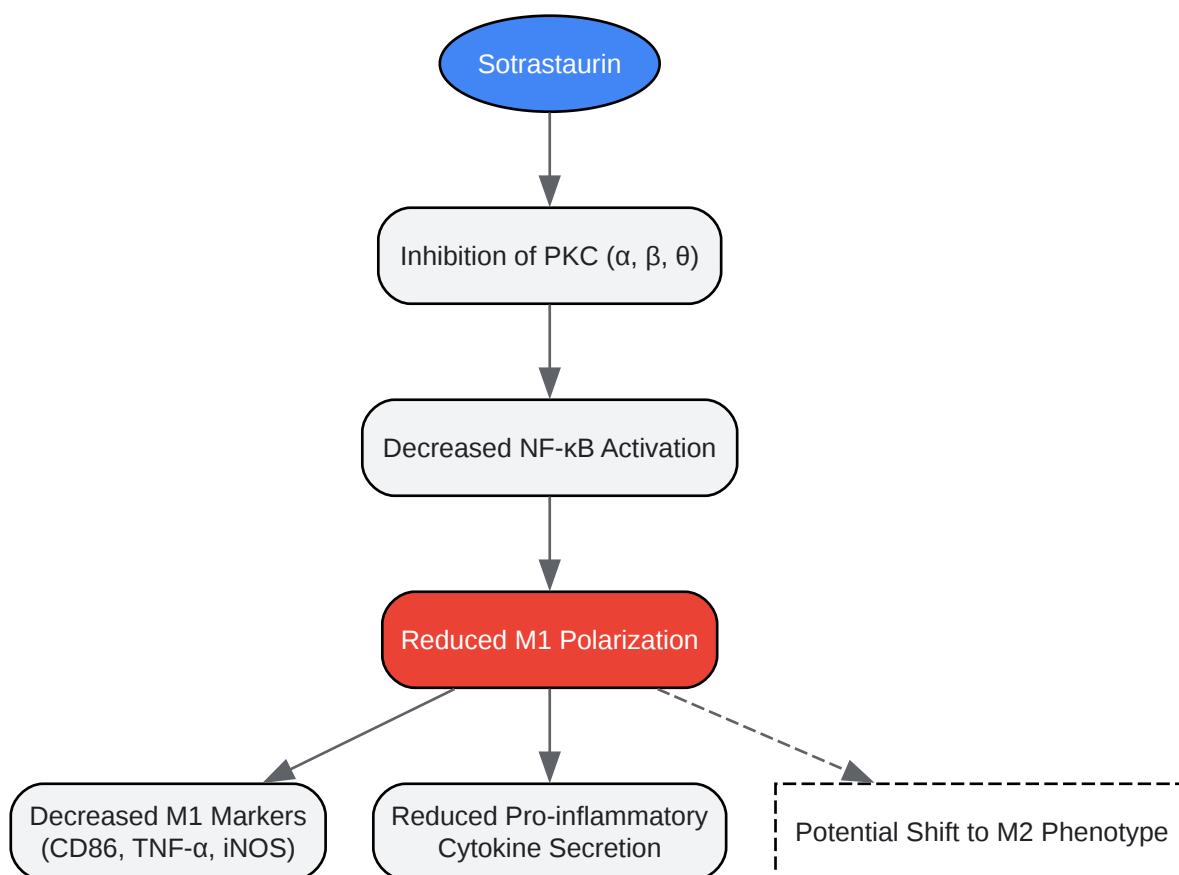 Sotrastaurin
Inhibition of PKC (α, β, θ)
Decreased NF-κB Activation
Reduced M1 Polarization
Decreased M1 Markers
(CD86, TNF-α, iNOS)
Reduced Pro-inflammatory
Cytokine Secretion
Potential Shift to M2 Phenotype